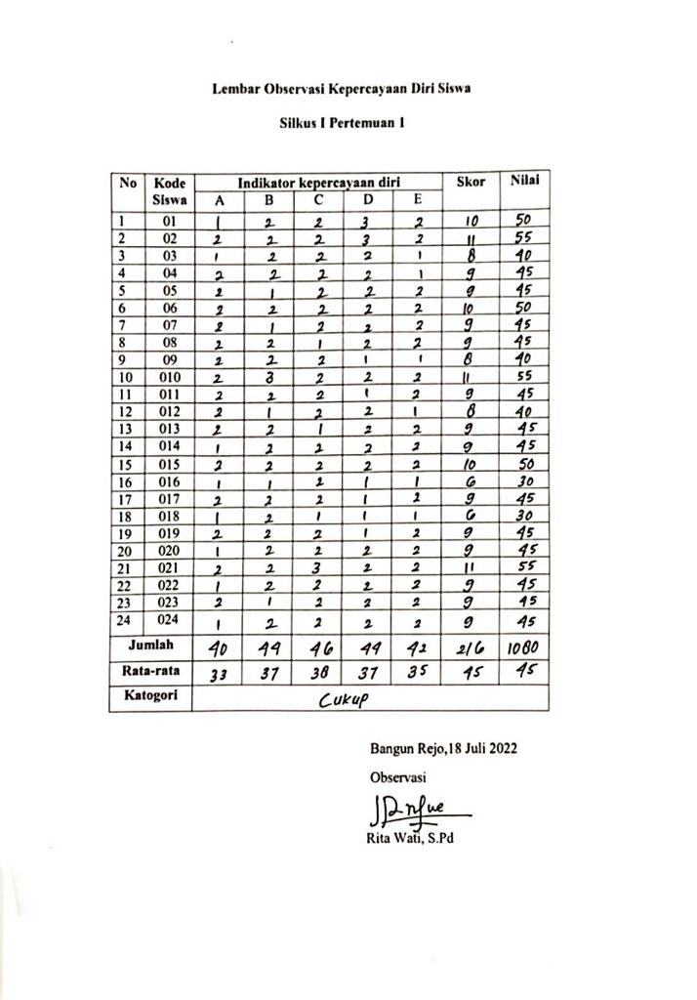 Lembar Observasi Kepercayaan Diri Siswa
Silkus I Pertemuan 1
No Kode Siswa Indikator kepercayaan diri Skor Nilai
A B C D E
1 01 1 2 2 3 2 10 50
2 02 2 2 2 3 2 11 55
3 03 1 2 2 2 1 8 40
4 04 2 2 2 2 1 9 45
5 05 2 1 2 2 2 9 45
6 06 2 2 2 2 2 10 50
7 07 2 1 2 2 2 9 45
8 08 2 2 1 2 2 9 45
9 09 2 2 2 1 1 8 40
10 010 2 3 2 2 2 11 55
11 011 2 2 2 1 2 9 45
12 012 2 1 2 2 1 8 40
13 013 2 2 1 2 2 9 45
14 014 1 2 2 2 2 9 45
15 015 2 2 2 2 2 10 50
16 016 1 1 2 1 1 6 30
17 017 2 2 2 1 2 9 45
18 018 1 2 1 1 1 6 30
19 019 2 2 2 1 2 9 45
20 020 1 2 2 2 2 9 45
21 021 2 2 3 2 2 11 55
22 022 1 2 2 2 2 9 45
23 023 2 1 2 2 2 9 45
24 024 1 2 2 2 2 9 45
Jumlah 40 44 46 44 42 216 1080
Rata-rata 33 37 38 37 35 45 45
Katogori Cukup
Bangun Rejo,18 Juli 2022
Observasi
Rita Wati, S.Pd